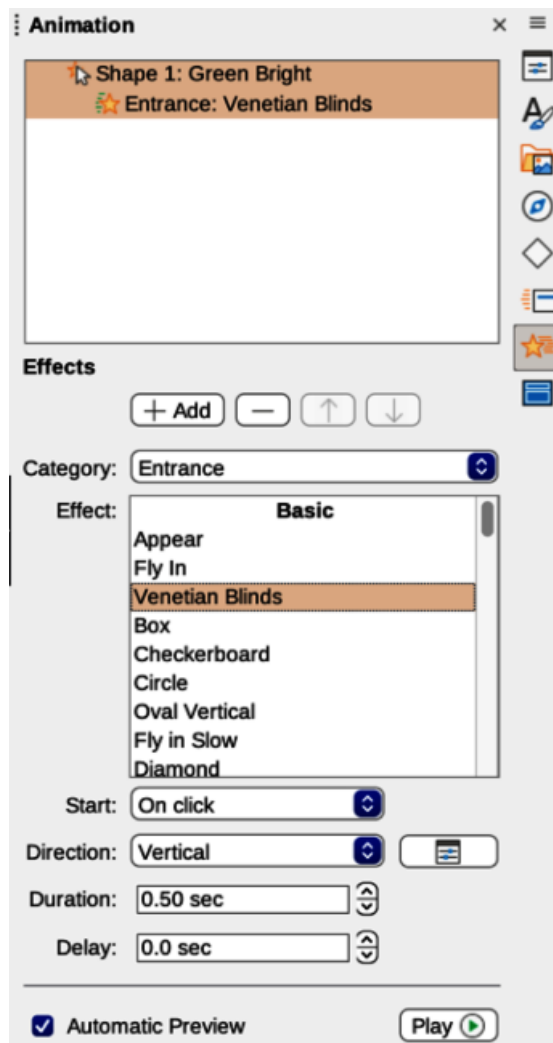 Animation
Shape 1: Green Bright
Entrance: Venetian Blinds
Effects
Add
Category: Entrance
Effect: Basic
Appear
Fly In
Venetian Blinds
Box
Checkerboard
Circle
Oval Vertical
Fly in Slow
Diamond
Start: On click
Direction: Vertical
Duration: 0.50 sec
Delay: 0.0 sec
Automatic Preview Play